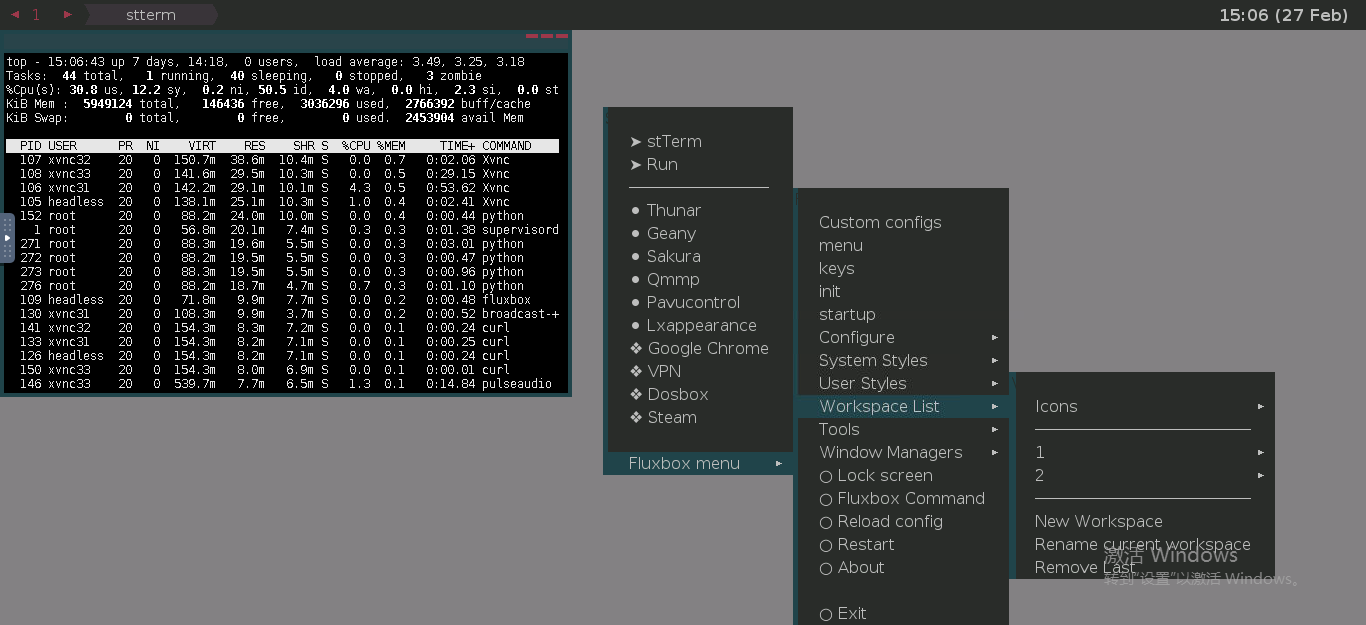 ◄ 1 ► stterm 15:06 (27 Feb)
top - 15:06:43 up 7 days, 14:18,  0 users,  load average: 3.49, 3.25, 3.18
Tasks:  44 total,   1 running,  40 sleeping,   0 stopped,   3 zombie
%Cpu(s): 30.8 us, 12.2 sy,  0.2 ni, 50.5 id,  4.0 wa,  0.0 hi,  2.3 si,  0.0 st
KiB Mem :  5949124 total,   146436 free,  3036296 used,  2766392 buff/cache
KiB Swap:        0 total,        0 free,        0 used.  2453904 avail Mem
PID USER PR NI VIRT RES SHR S %CPU %MEM TIME+ COMMAND
107 xvnc32 20 0 150.7m 38.6m 10.4m S 0.0 0.7 0:02.06 Xvnc
108 xvnc33 20 0 141.6m 29.5m 10.3m S 0.0 0.5 0:29.15 Xvnc
106 xvnc31 20 0 142.2m 29.1m 10.1m S 4.3 0.5 0:53.62 Xvnc
105 headless 20 0 138.1m 25.1m 10.3m S 1.0 0.4 0:02.41 Xvnc
152 root 20 0 88.2m 24.0m 10.0m S 0.0 0.4 0:00.44 python
1 root 20 0 56.8m 20.1m 7.4m S 0.3 0.3 0:01.38 supervisord
271 root 20 0 88.3m 19.6m 5.5m S 0.0 0.3 0:03.01 python
272 root 20 0 88.2m 19.5m 5.5m S 0.0 0.3 0:00.47 python
273 root 20 0 88.3m 19.5m 5.5m S 0.0 0.3 0:00.96 python
276 root 20 0 88.2m 18.7m 4.7m S 0.7 0.3 0:01.10 python
109 headless 20 0 71.8m 9.9m 7.7m S 0.0 0.2 0:00.48 fluxbox
130 xvnc31 20 0 108.3m 9.9m 3.7m S 0.0 0.2 0:00.52 broadcast-+
141 xvnc32 20 0 154.3m 8.3m 7.2m S 0.0 0.1 0:00.24 curl
133 xvnc31 20 0 154.3m 8.2m 7.1m S 0.0 0.1 0:00.25 curl
126 headless 20 0 154.3m 8.2m 7.1m S 0.0 0.1 0:00.24 curl
150 xvnc33 20 0 154.3m 8.0m 6.9m S 0.0 0.1 0:00.01 curl
146 xvnc33 20 0 539.7m 7.7m 6.5m S 1.3 0.1 0:14.84 pulseaudio
➤ stTerm
➤ Run
● Thunar
● Geany
● Sakura
● Qmmp
● Pavucontrol
● Lxappearance
❖ Google Chrome
❖ VPN
❖ Dosbox
❖ Steam
Fluxbox menu
Custom configs
menu
keys
init
startup
Configure
System Styles
User Styles
Workspace List
Tools
Window Managers
○ Lock screen
○ Fluxbox Command
○ Reload config
○ Restart
○ About
○ Exit
Icons
1
2
New Workspace
Rename current workspace
Remove Last
激活 Windows
转到"设置"以激活 Windows。